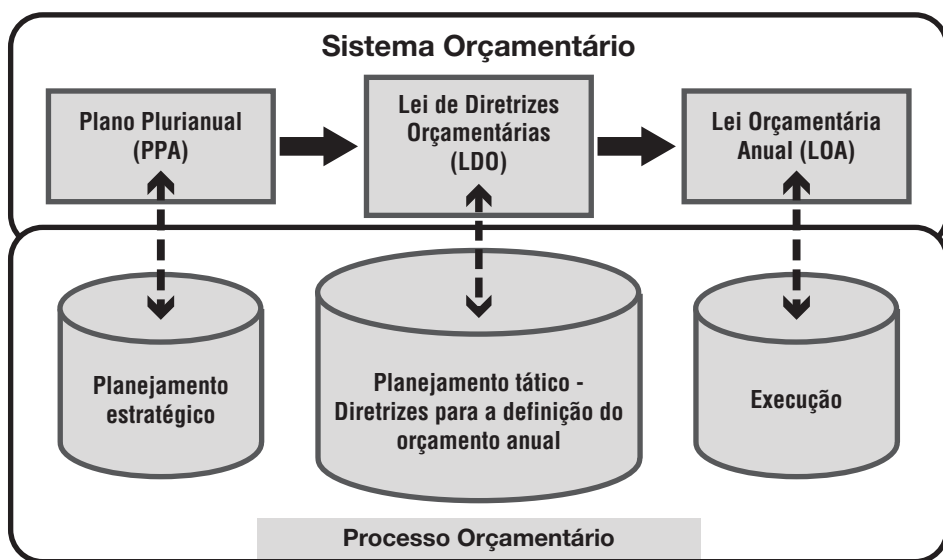 Sistema Orçamentário
Plano Plurianual
(PPA)
Lei de Diretrizes
Orçamentárias
(LDO)
Lei Orçamentária
Anual (LOA)
Planejamento
estratégico
Planejamento tático -
Diretrizes para a definição do
orçamento anual
Execução
Processo Orçamentário